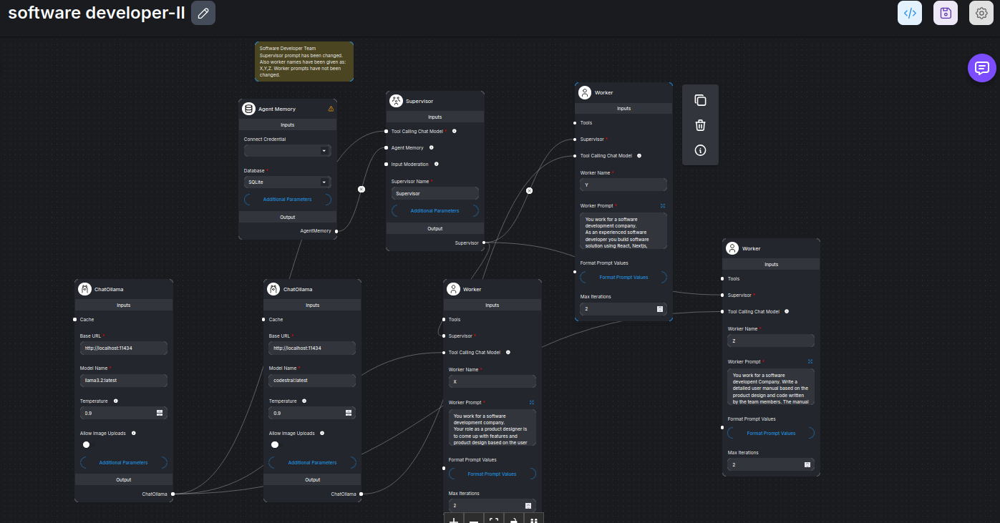 software developer-II
Software Developer Team
Supervisor prompt has been changed.
Also worker names have been given as:
X,Y,Z. Worker prompts have not been
changed.
Agent Memory
Inputs
Connect Credential
Database *
SQLite
Additional Parameters
Output
AgentMemory
Supervisor
Inputs
Tool Calling Chat Model *
Agent Memory
Input Moderation
Supervisor Name *
Supervisor
Additional Parameters
Output
Supervisor
Worker
Inputs
Tools
Supervisor *
Tool Calling Chat Model
Worker Name *
Y
Worker Prompt *
You work for a software
development company.
As an experienced software
developer you build software
solution using React, Nextjs,
Format Prompt Values
Format Prompt Values
Max Iterations
2
Worker
Inputs
Tools
Supervisor *
Tool Calling Chat Model
Worker Name *
Z
Worker Prompt *
You work for a software
developent Company. Write a
detailed user manual based on the
product design and code written
by the team members. The manual
Format Prompt Values
Format Prompt Values
Max Iterations
2
ChatOllama
Inputs
Cache
Base URL *
http://localhost:11434
Model Name *
llama3.2:latest
Temperature
0.9
Allow Image Uploads
Additional Parameters
Output
ChatOllama
ChatOllama
Inputs
Cache
Base URL *
http://localhost:11434
Model Name *
codestral:latest
Temperature
0.9
Allow Image Uploads
Additional Parameters
Output
ChatOllama
Worker
Inputs
Tools
Supervisor *
Tool Calling Chat Model
Worker Name *
X
Worker Prompt *
You work for a software
development company.
Your role as a product designer is
to come up with features and
product design based on the user
Format Prompt Values
Format Prompt Values
Max Iterations
2